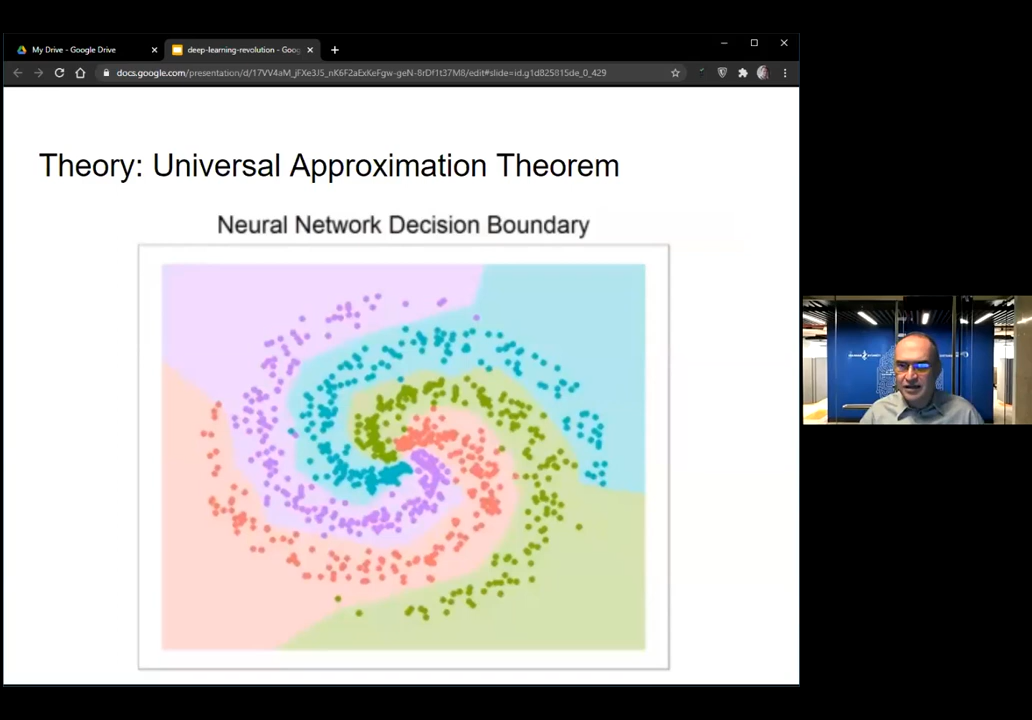 My Drive - Google Drive
deep-learning-revolution - Goog
docs.google.com/presentation/d/17VV4aM_jFXe3J5_nK6F2aExKeFgw-geN-8rDf1t37M8/edit#slide=id.g1d825815de_0_429
Theory: Universal Approximation Theorem
Neural Network Decision Boundary